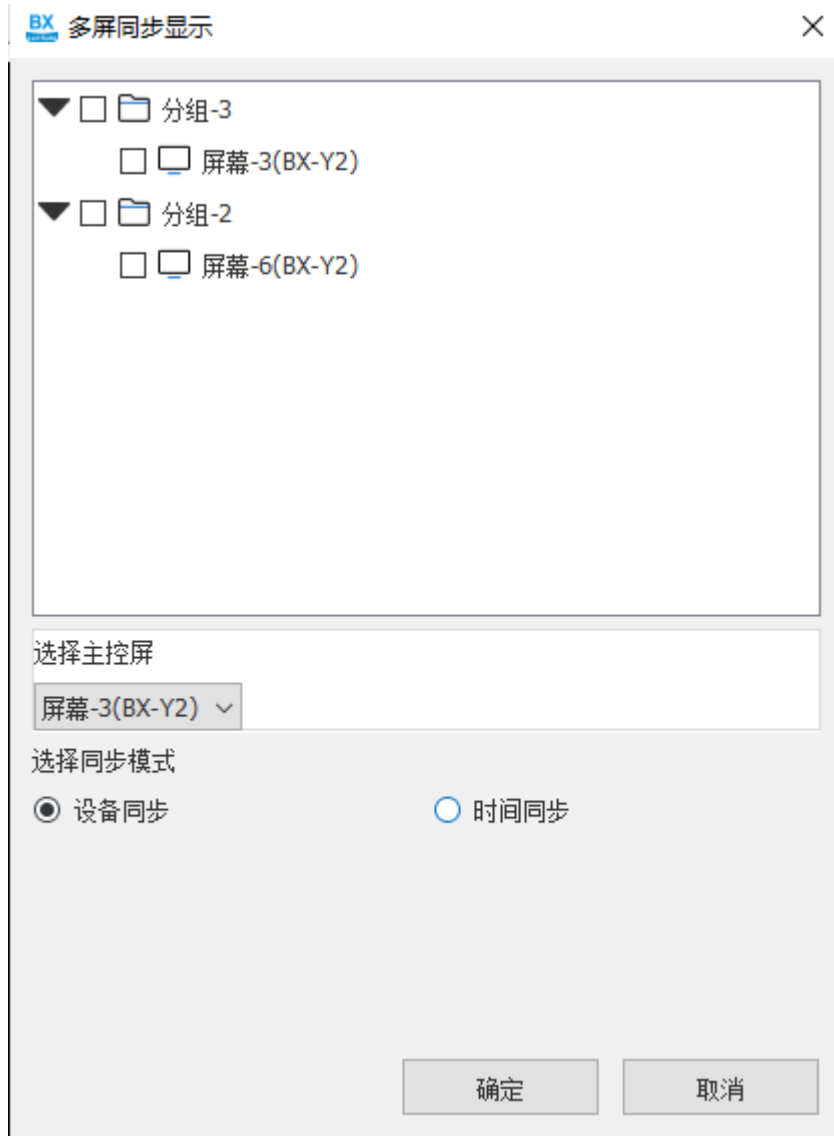 BX 多屏同步显示
分组-3
屏幕-3(BX-Y2)
分组-2
屏幕-6(BX-Y2)
选择主控屏
屏幕-3(BX-Y2)
选择同步模式
设备同步 时间同步
确定 取消